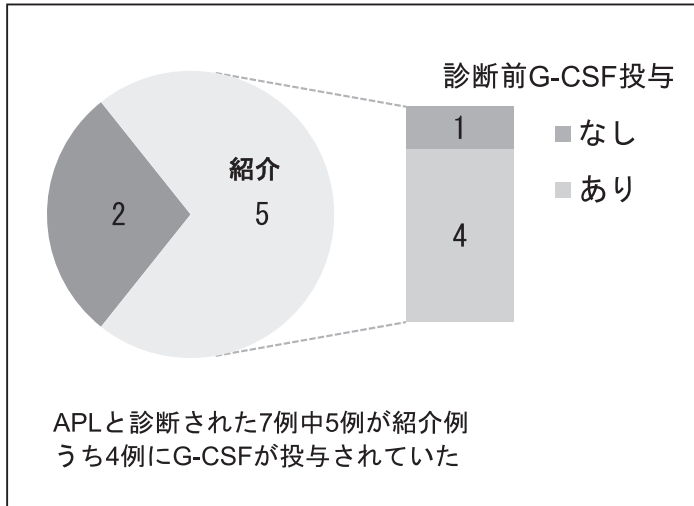 診断前G-CSF投与
1
なし
紹介
あり
2
5
4
APLと診断された7例中5例が紹介例
うち4例にG-CSFが投与されていた